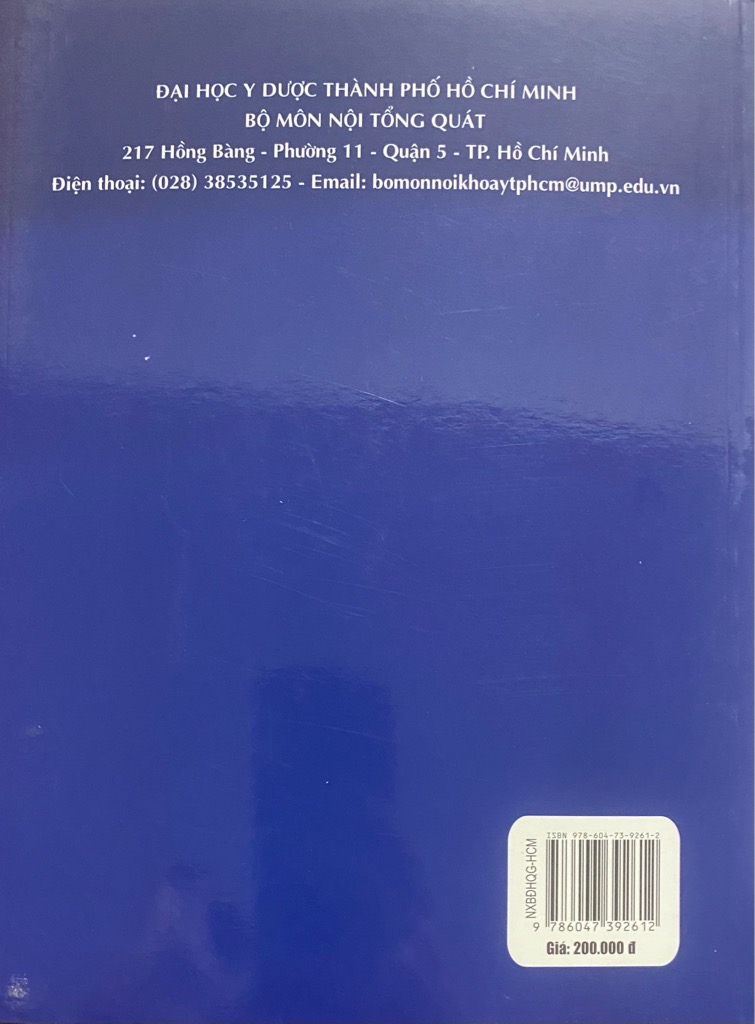 ĐẠI HỌC Y DƯỢC THÀNH PHỐ HỒ CHÍ MINH
BỘ MÔN NỘI TỔNG QUÁT
217 Hồng Bàng - Phường 11 - Quận 5 - TP. Hồ Chí Minh
Điện thoại: (028) 38535125 - Email: bomonnoikhoaytphcm@ump.edu.vn
ISBN 978-604-73-9261-2
NXBĐHQG-HCM
9 786047 392612
Giá: 200.000 đ